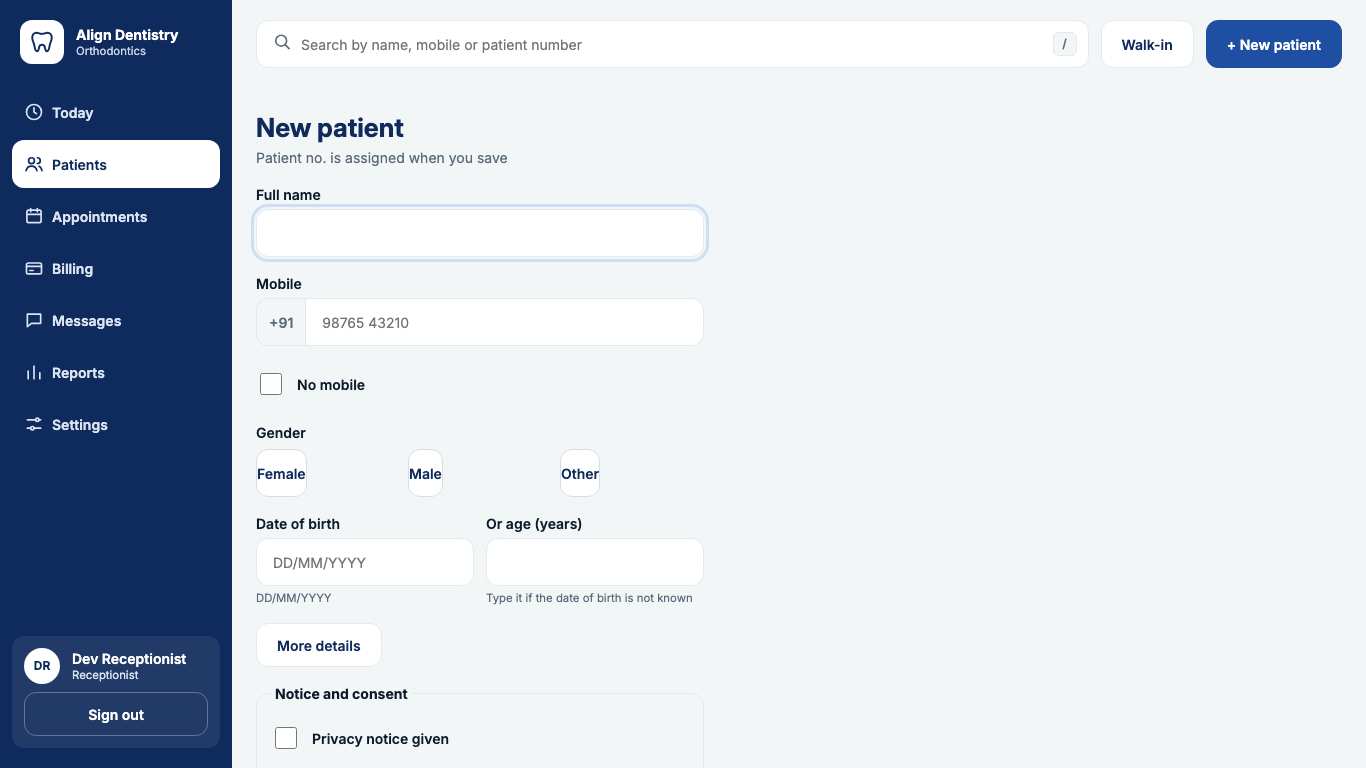 Align Dentistry
Orthodontics
Today
Patients
Appointments
Billing
Messages
Reports
Settings
DR
Dev Receptionist
Receptionist
Sign out
Search by name, mobile or patient number
/
Walk-in
+ New patient
New patient
Patient no. is assigned when you save
Full name
Mobile
+91
98765 43210
No mobile
Gender
Female Male Other
Date of birth Or age (years)
DD/MM/YYYY
DD/MM/YYYY Type it if the date of birth is not known
More details
Notice and consent
Privacy notice given